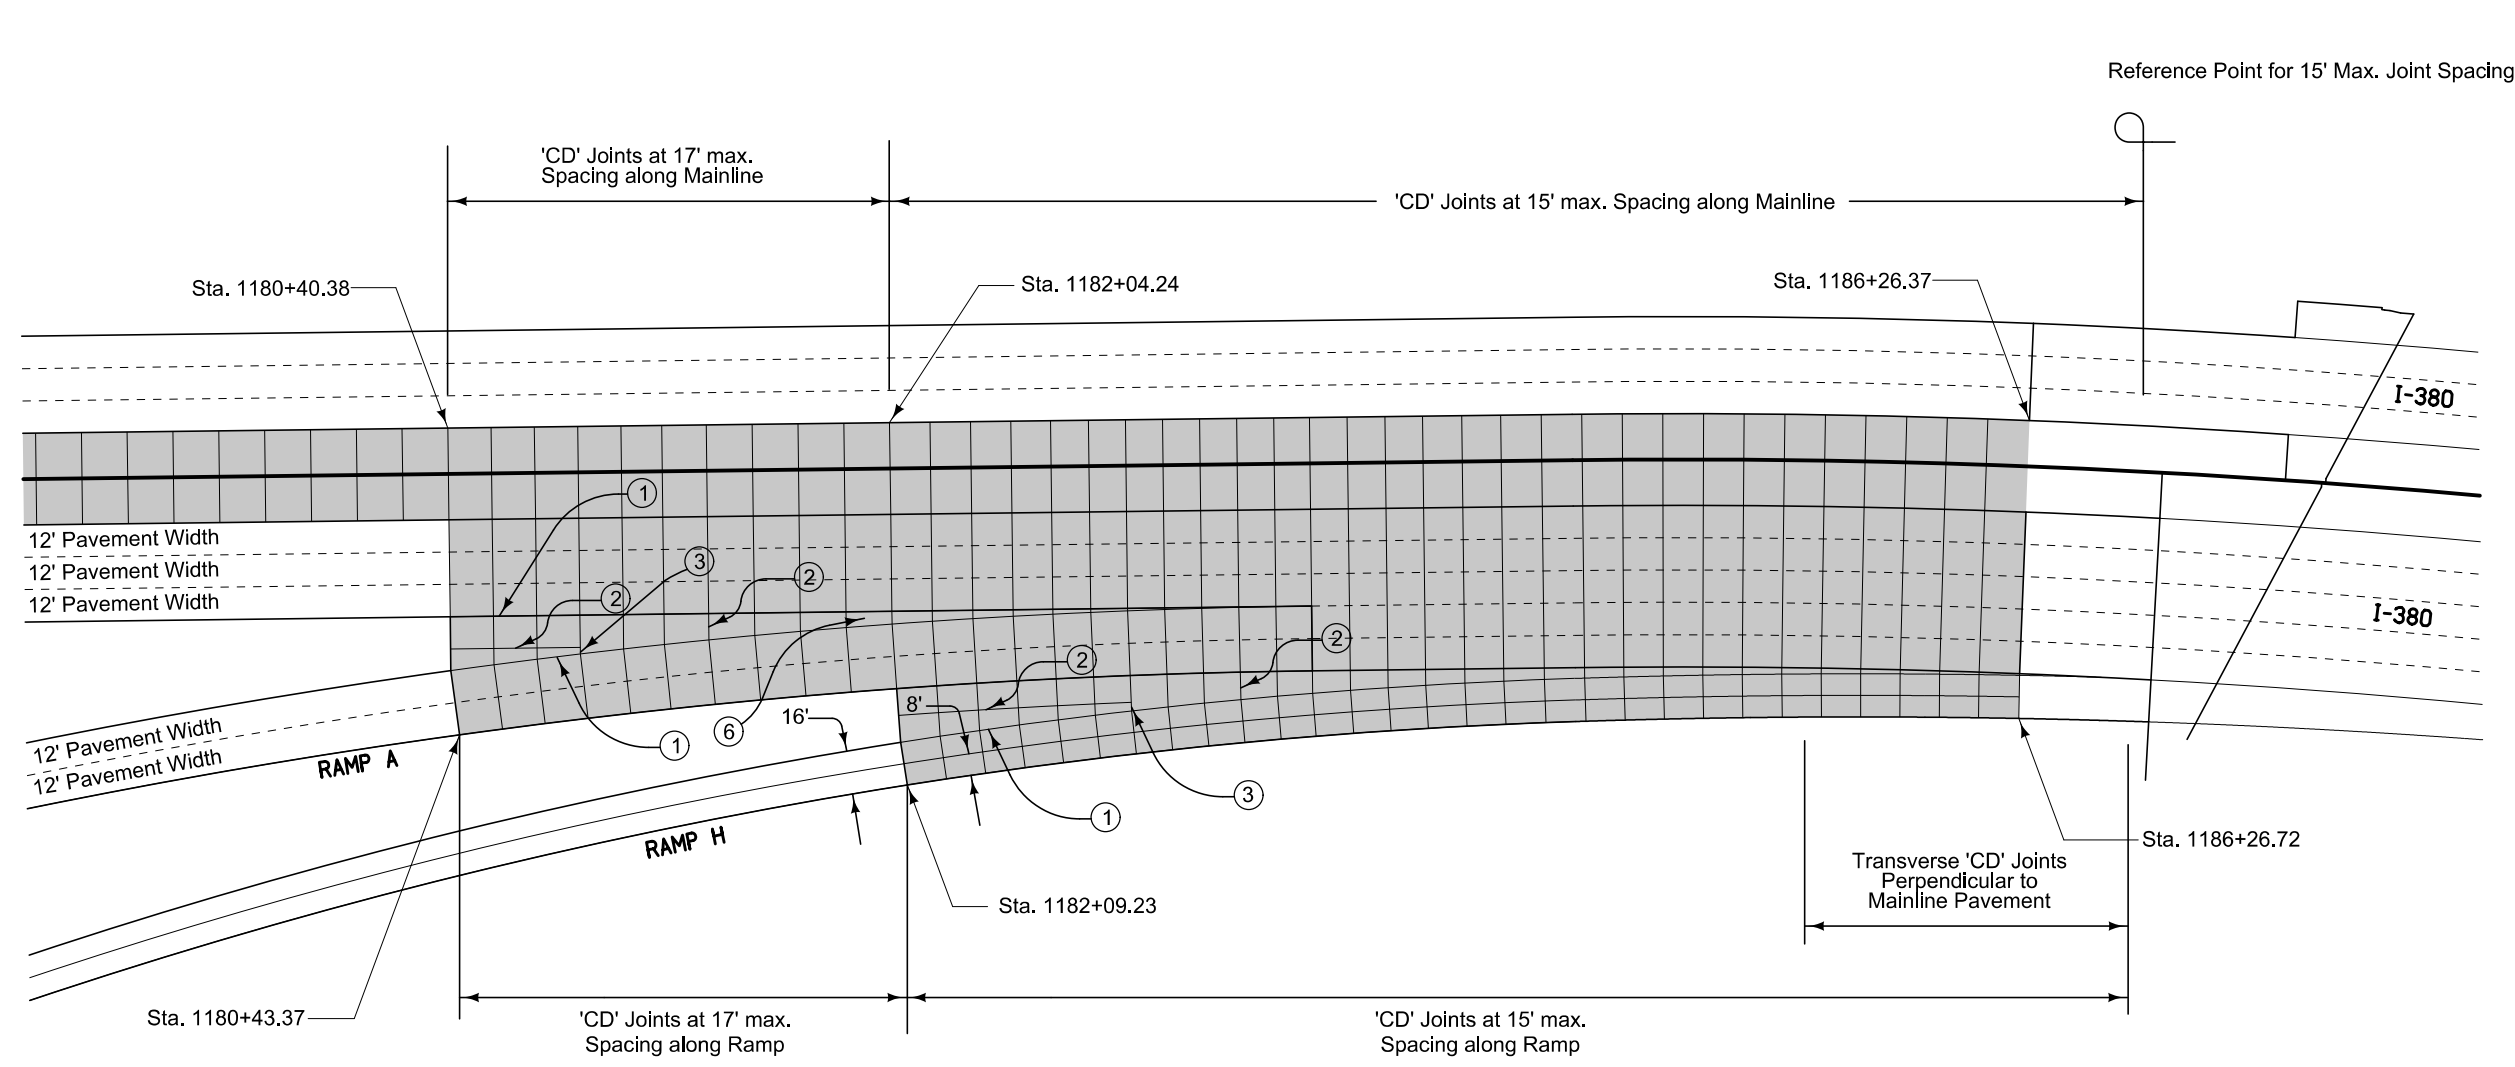 Reference Point for 15' Max. Joint Spacing
'CD' Joints at 17' max.
Spacing along Mainline
'CD' Joints at 15' max. Spacing along Mainline
Sta. 1180+40.38
Sta. 1182+04.24
Sta. 1186+26.37
I-380
1
12' Pavement Width
12' Pavement Width
12' Pavement Width
3
2
2
I-380
2
2
12' Pavement Width
12' Pavement Width
RAMP A
1
6
16'
8'
3
1
RAMP H
Sta. 1186+26.72
Transverse 'CD' Joints
Perpendicular to
Mainline Pavement
Sta. 1182+09.23
Sta. 1180+43.37
'CD' Joints at 17' max.
Spacing along Ramp
'CD' Joints at 15' max.
Spacing along Ramp